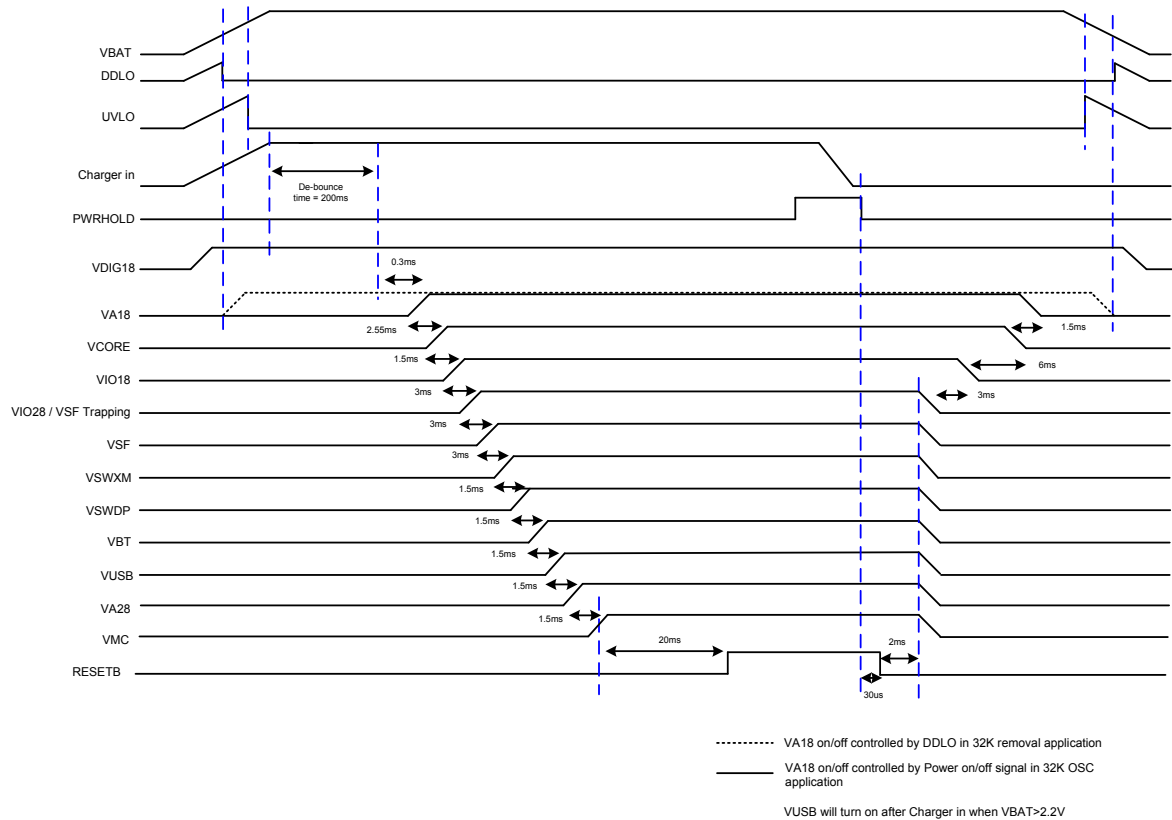 VBAT
DDLO
UVLO
Charger in
De-bounce
time = 200ms
PWRHOLD
VDIG18
0.3ms
VA18
2.55ms
1.5ms
VCORE
1.5ms
6ms
VIO18
3ms
3ms
VIO28 / VSF Trapping
3ms
VSF
3ms
VSWXM
1.5ms
VSWDP
1.5ms
VBT
1.5ms
VUSB
1.5ms
VA28
1.5ms
VMC
20ms
2ms
RESETB
30us
VA18 on/off controlled by DDLO in 32K removal application
VA18 on/off controlled by Power on/off signal in 32K OSC
application
VUSB will turn on after Charger in when VBAT>2.2V